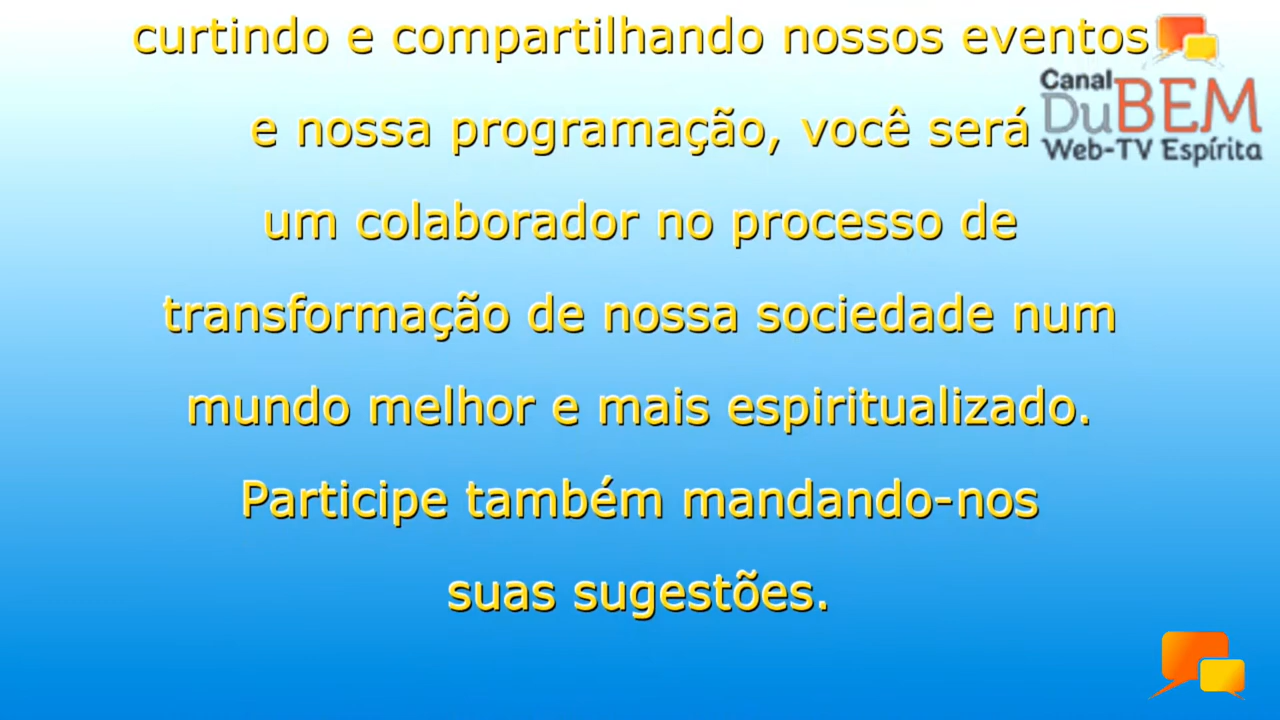 curtindo e compartilhando nossos eventos
e nossa programação, você será
um colaborador no processo de
transformação de nossa sociedade num
mundo melhor e mais espiritualizado.
Participe também mandando-nos
suas sugestões.
Canal
DuBEM
Web-TV Espírita